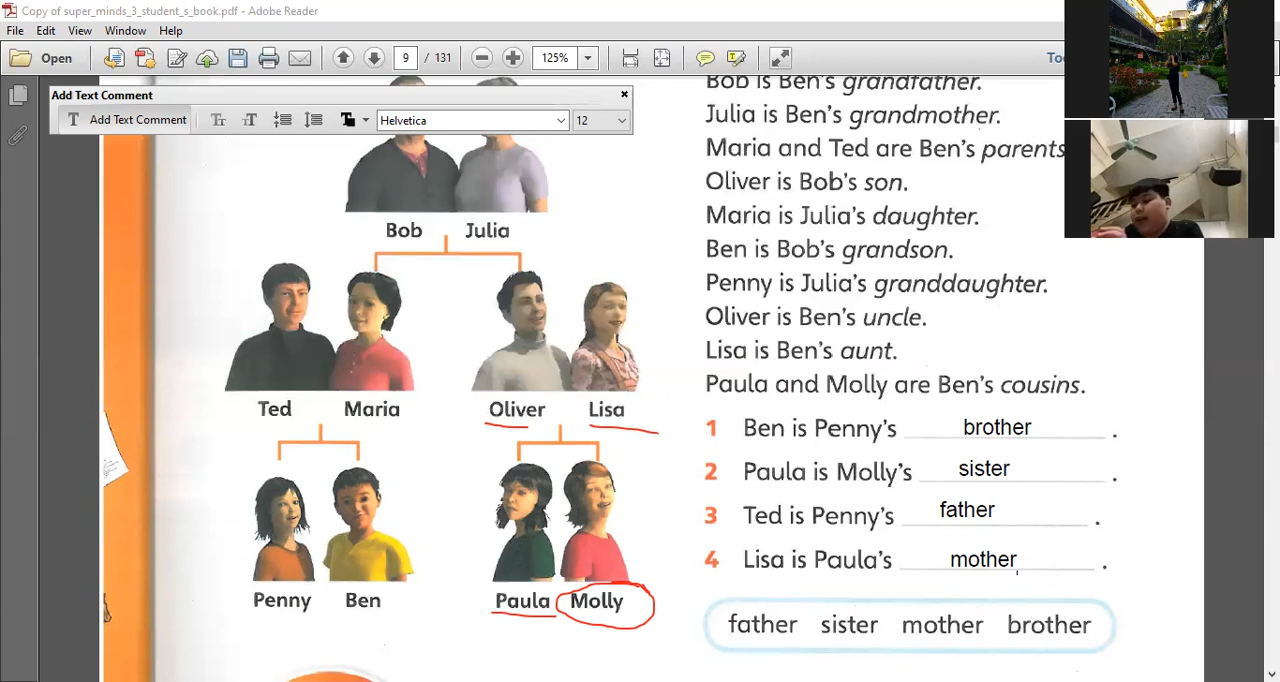 Copy of super_minds_3_student_s_book.pdf - Adobe Reader
File Edit View Window Help
Open 9 / 131 125%
Add Text Comment
Add Text Comment Helvetica 12
Bob Julia
Ted Maria Oliver Lisa
Penny Ben Paula Molly
Bob is Ben's grandfather.
Julia is Ben's grandmother.
Maria and Ted are Ben's parents
Oliver is Bob's son.
Maria is Julia's daughter.
Ben is Bob's grandson.
Penny is Julia's granddaughter.
Oliver is Ben's uncle.
Lisa is Ben's aunt.
Paula and Molly are Ben's cousins.
1 Ben is Penny's brother .
2 Paula is Molly's sister .
3 Ted is Penny's father .
4 Lisa is Paula's mother .
father sister mother brother